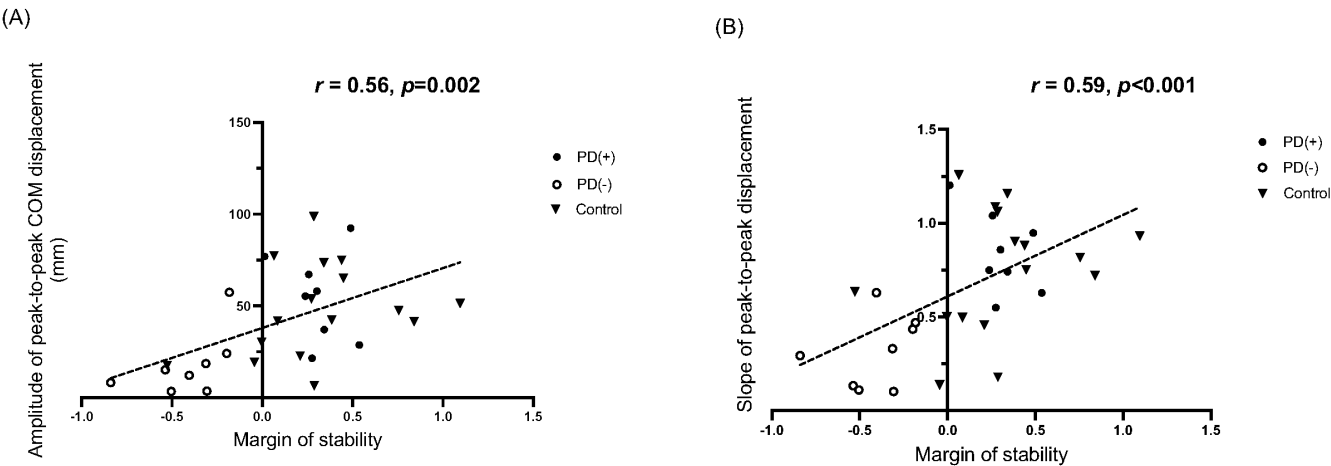 (A)
r = 0.56, p=0.002
Amplitude of peak-to-peak COM displacement
(mm)
150
100
50
-1.0 -0.5 0.0 0.5 1.0 1.5
Margin of stability
PD(+)
PD(-)
Control
(B)
r = 0.59, p<0.001
Slope of peak-to-peak displacement
1.5
1.0
0.5
-1.0 -0.5 0.0 0.5 1.0 1.5
Margin of stability
PD(+)
PD(-)
Control